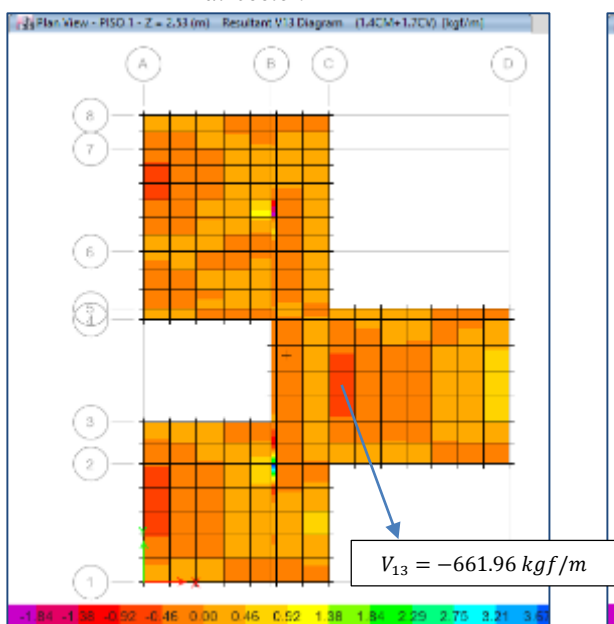 Plan View - PISO 1 - Z = 2.53 (m) Resultant V13 Diagram (1.4CM+1.7CV) [kgf/m]
A B C D
8
7
6
5
4
3
2
1
X
V13 = −661.96 kgf/m
-1.84 -1.38 -0.92 -0.46 0.00 0.46 0.92 1.38 1.84 2.29 2.75 3.21 3.67